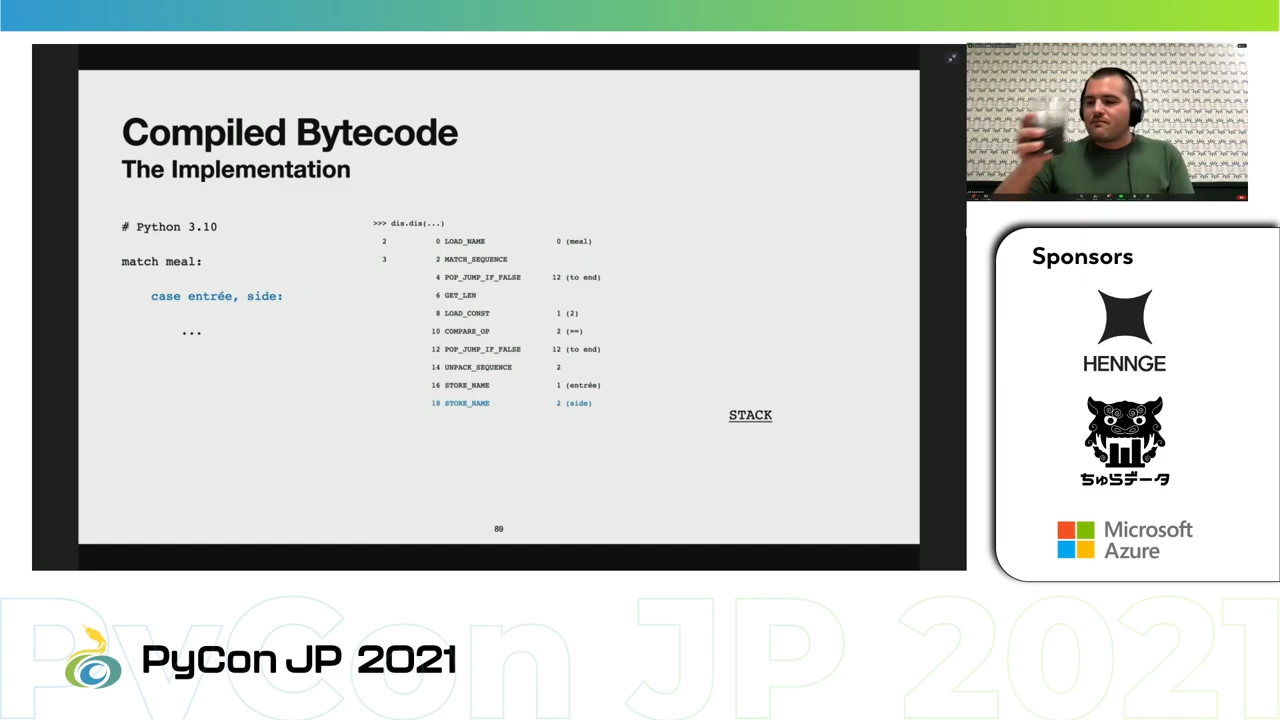 Compiled Bytecode
The Implementation
# Python 3.10
match meal:
case entrée, side:
...
>>> dis.dis(...)
2 0 LOAD_NAME 0 (meal)
3 2 MATCH_SEQUENCE
4 POP_JUMP_IF_FALSE 12 (to end)
6 GET_LEN
8 LOAD_CONST 1 (2)
10 COMPARE_OP 2 (==)
12 POP_JUMP_IF_FALSE 12 (to end)
14 UNPACK_SEQUENCE 2
16 STORE_NAME 1 (entrée)
18 STORE_NAME 2 (side)
STACK
89
Sponsors
HENNGE
ちゅらデータ
Microsoft
Azure
PyCon JP 2021
PyCon JP 2021